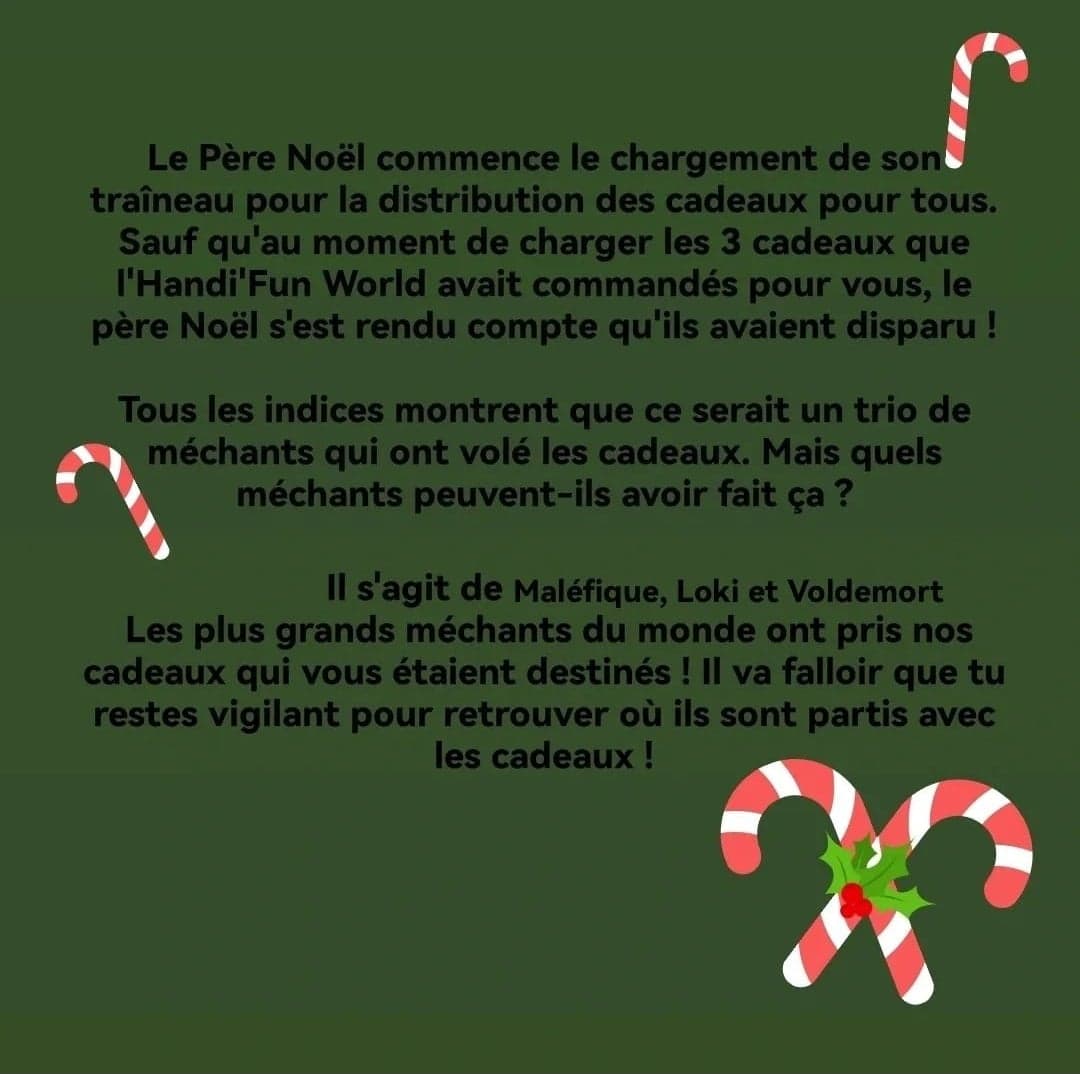 Le Père Noël commence le chargement de son
traîneau pour la distribution des cadeaux pour tous.
Sauf qu'au moment de charger les 3 cadeaux que
l'Handi'Fun World avait commandés pour vous, le
père Noël s'est rendu compte qu'ils avaient disparu !
Tous les indices montrent que ce serait un trio de
méchants qui ont volé les cadeaux. Mais quels
méchants peuvent-ils avoir fait ça ?
Il s'agit de Maléfique, Loki et Voldemort
Les plus grands méchants du monde ont pris nos
cadeaux qui vous étaient destinés ! Il va falloir que tu
restes vigilant pour retrouver où ils sont partis avec
les cadeaux !